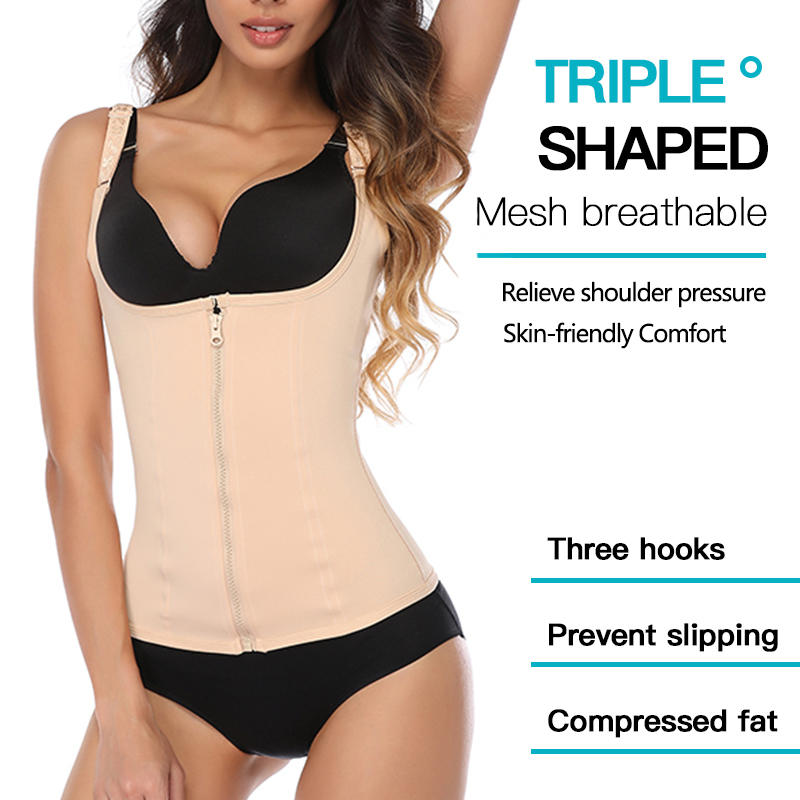 TRIPLE °
SHAPED
Mesh breathable
Relieve shoulder pressure
Skin-friendly Comfort
Three hooks
Prevent slipping
Compressed fat